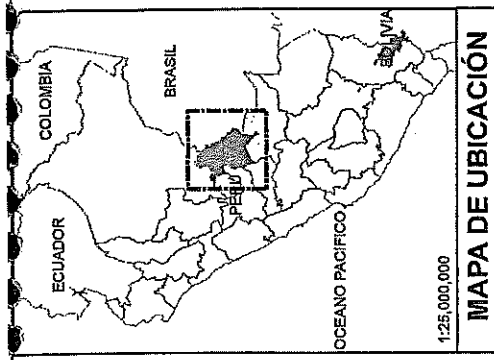 COLOMBIA
ECUADOR
BRASIL
PERU
BOLIVIA
OCEANO PACIFICO
1:25,000,000
MAPA DE UBICACIÓN